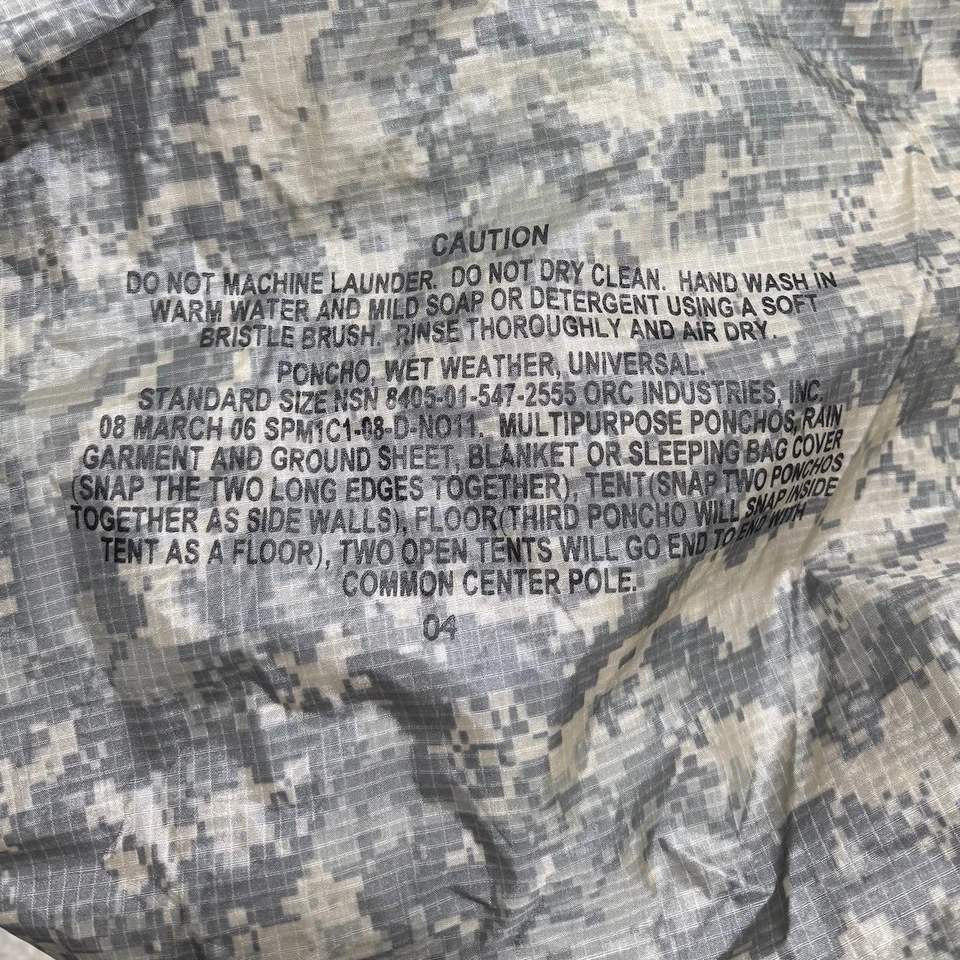 CAUTION
DO NOT MACHINE LAUNDER. DO NOT DRY CLEAN. HAND WASH IN
WARM WATER AND MILD SOAP OR DETERGENT USING A SOFT
BRISTLE BRUSH. RINSE THOROUGHLY AND AIR DRY.
PONCHO, WET WEATHER, UNIVERSAL.
STANDARD SIZE NSN 8405-01-547-2555 ORC INDUSTRIES, INC.
08 MARCH 06 SPM1C1-08-D-NO11, MULTIPURPOSE PONCHOS, RAIN
GARMENT AND GROUND SHEET, BLANKET OR SLEEPING BAG COVER
(SNAP THE TWO LONG EDGES TOGETHER), TENT(SNAP TWO PONCHOS
TOGETHER AS SIDE WALLS), FLOOR(THIRD PONCHO WILL SNAP INSIDE
TENT AS A FLOOR), TWO OPEN TENTS WILL GO END TO END WITH
COMMON CENTER POLE.
04